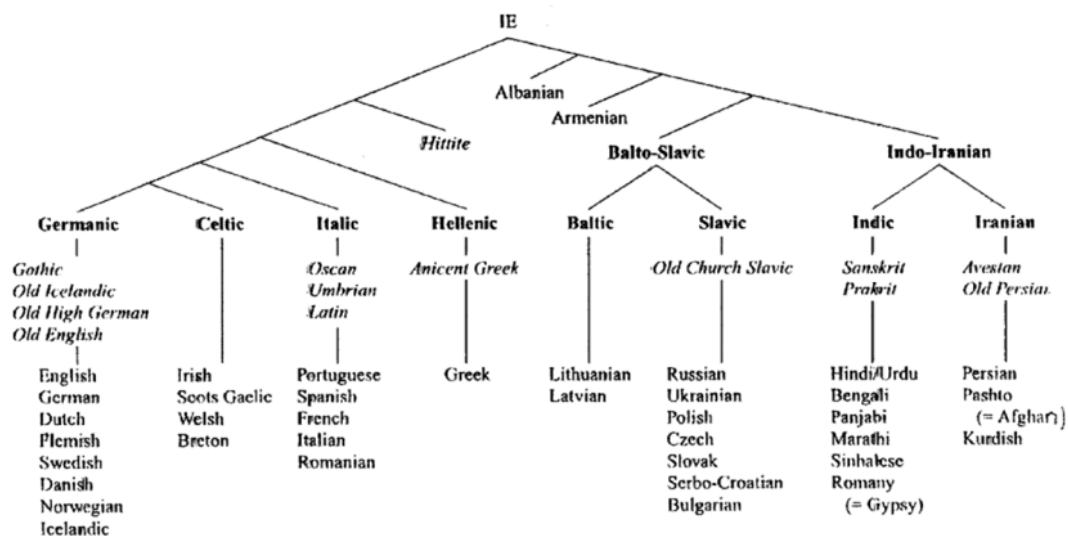 IE
Albanian
Armenian
Hittite
Balto-Slavic Indo-Iranian
Germanic Celtic Italic Hellenic Baltic Slavic Indic Iranian
Gothic Oscan Anicent Greek Old Church Slavic Sanskrit Avestan
Old Icelandic Umbrian Prakrit Old Persian
Old High German Latin
Old English
English Irish Portuguese Greek Lithuanian Russian Hindi/Urdu Persian
German Scots Gaelic Spanish Latvian Ukrainian Bengali Pashto
Dutch Welsh French Polish Panjabi (= Afghan)
Plemish Breton Italian Czech Marathi Kurdish
Swedish Romanian Slovak Sinhalese
Danish Serbo-Croatian Romany
Norwegian Bulgarian (= Gypsy)
Icelandic